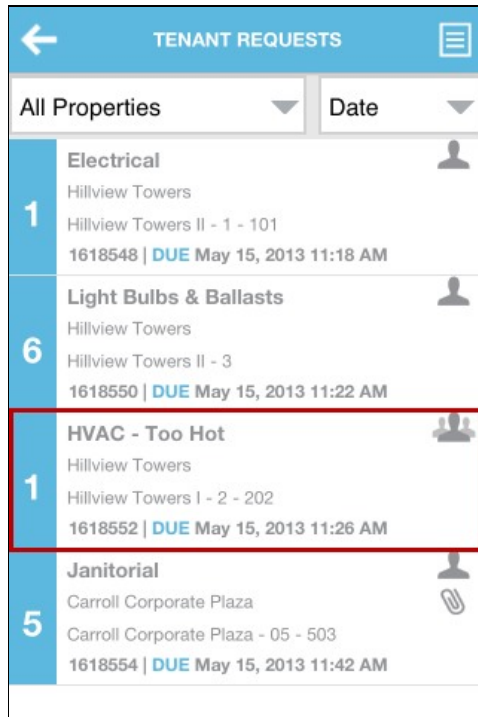 TENANT REQUESTS
All Properties Date
Electrical
Hillview Towers
1
Hillview Towers II - 1 - 101
1618548 | DUE May 15, 2013 11:18 AM
Light Bulbs & Ballasts
Hillview Towers
6
Hillview Towers II - 3
1618550 | DUE May 15, 2013 11:22 AM
HVAC - Too Hot
Hillview Towers
1
Hillview Towers I - 2 - 202
1618552 | DUE May 15, 2013 11:26 AM
Janitorial
Carroll Corporate Plaza
5
Carroll Corporate Plaza - 05 - 503
1618554 | DUE May 15, 2013 11:42 AM